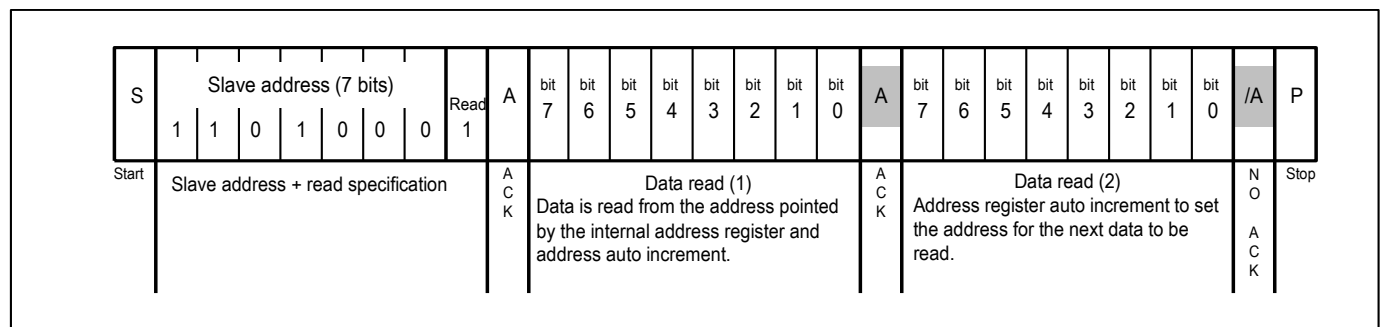 S
Slave address (7 bits)
1 1 0 1 0 0 0
Read
1
A
bit bit bit bit bit bit bit bit
7 6 5 4 3 2 1 0
A
bit bit bit bit bit bit bit bit
7 6 5 4 3 2 1 0
/A
P
Start
Slave address + read specification
A
C
K
Data read (1)
Data is read from the address pointed
by the internal address register and
address auto increment.
A
C
K
Data read (2)
Address register auto increment to set
the address for the next data to be
read.
N
O
A
C
K
Stop